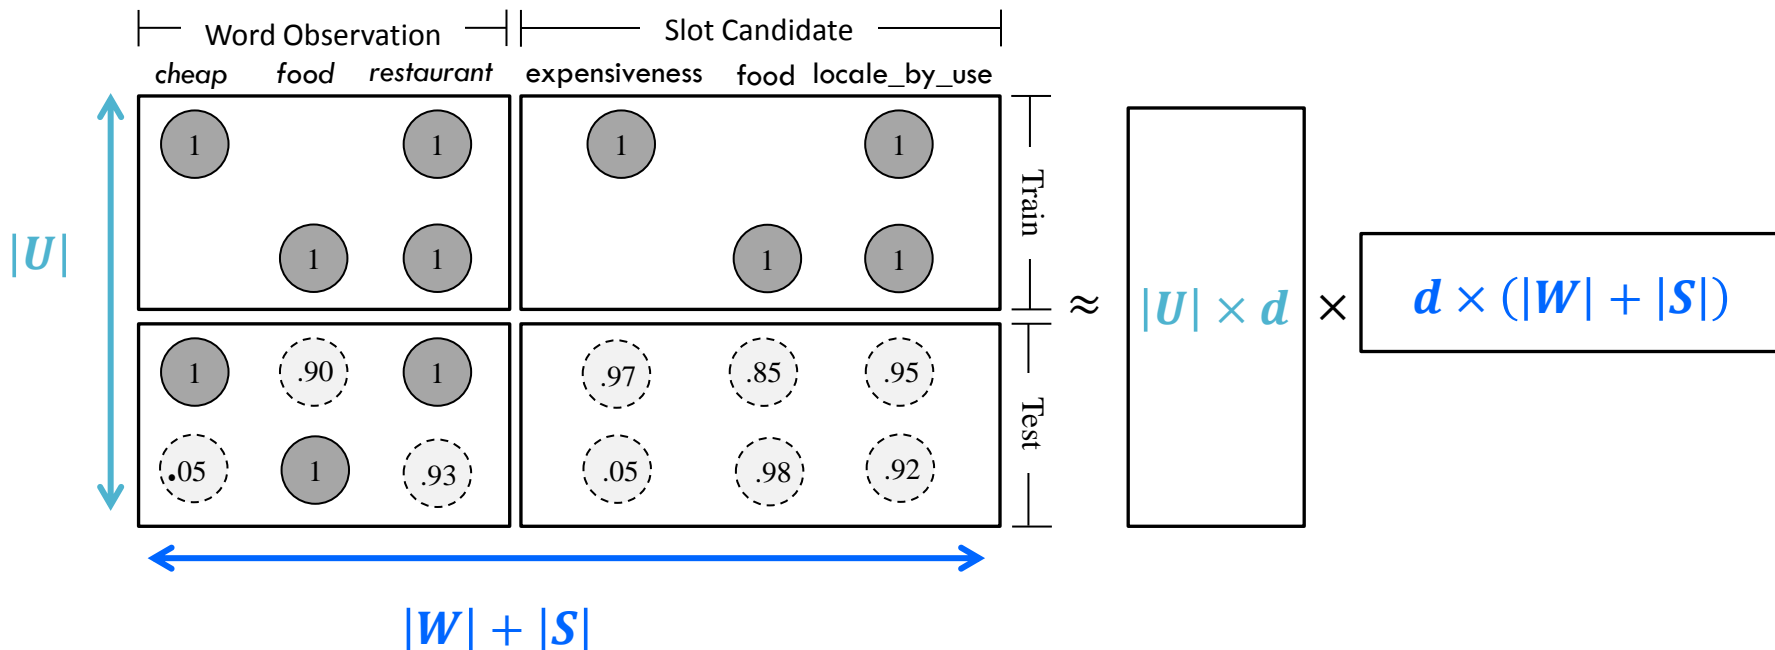 Word Observation Slot Candidate
cheap food restaurant expensiveness food locale_by_use
1 1 1 1
Train
1 1 1 1
|U|
≈ |U| × d × d × (|W| + |S|)
1 .90 1 .97 .85 .95
Test
.05 1 .93 .05 .98 .92
|W| + |S|